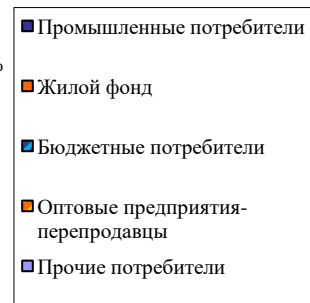 %
Промышленные потребители
Жилой фонд
Бюджетные потребители
Оптовые предприятия-
перепродавцы
Прочие потребители